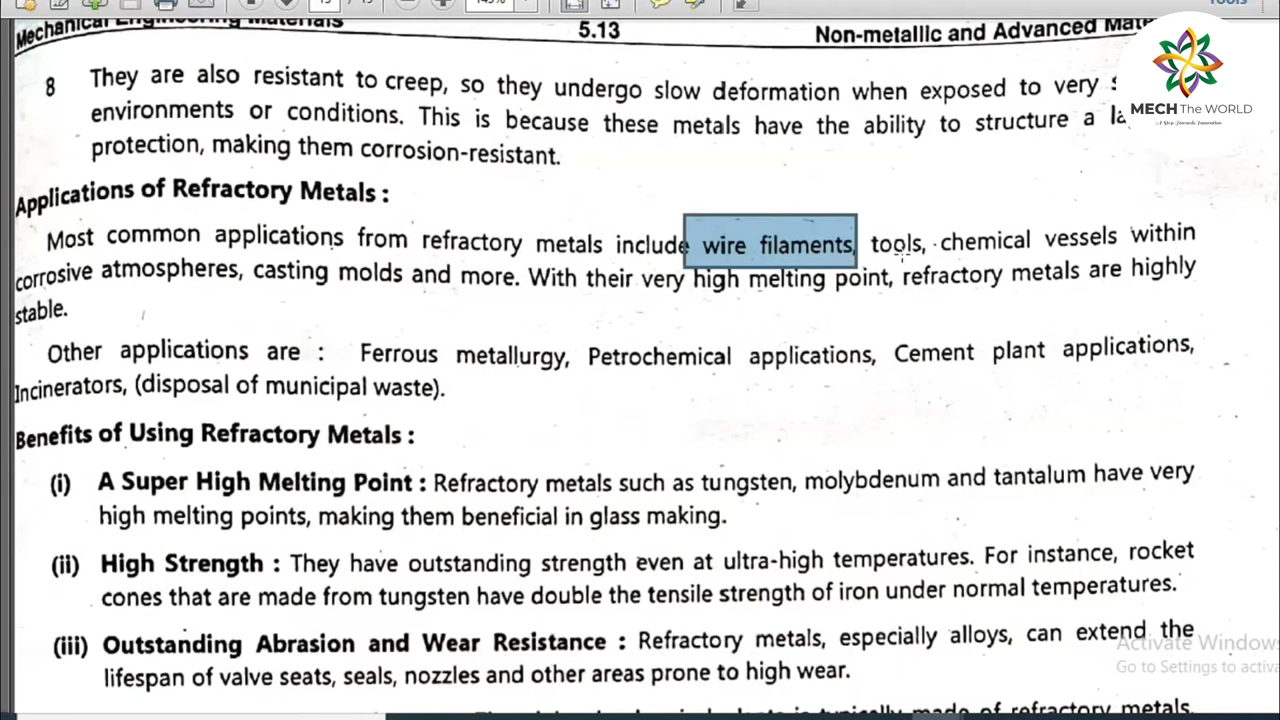 Mechanical Engineering Materials
5.13
Non-metallic and Advanced
MECH The WORLD
8 They are also resistant to creep, so they undergo slow deformation when exposed to very
environments or conditions. This is because these metals have the ability to structure a
protection, making them corrosion-resistant.
Applications of Refractory Metals :
Most common applications from refractory metals include wire filaments, tools, chemical vessels within
corrosive atmospheres, casting molds and more. With their very high melting point, refractory metals are highly
stable.
Other applications are : Ferrous metallurgy, Petrochemical applications, Cement plant applications,
Incinerators, (disposal of municipal waste).
Benefits of Using Refractory Metals :
(i) A Super High Melting Point : Refractory metals such as tungsten, molybdenum and tantalum have very
high melting points, making them beneficial in glass making.
(ii) High Strength : They have outstanding strength even at ultra-high temperatures. For instance, rocket
cones that are made from tungsten have double the tensile strength of iron under normal temperatures.
(iii) Outstanding Abrasion and Wear Resistance : Refractory metals, especially alloys, can extend the
lifespan of valve seats, seals, nozzles and other areas prone to high wear.
Activate Windows
Go to Settings to
is typically made of refractory metals,